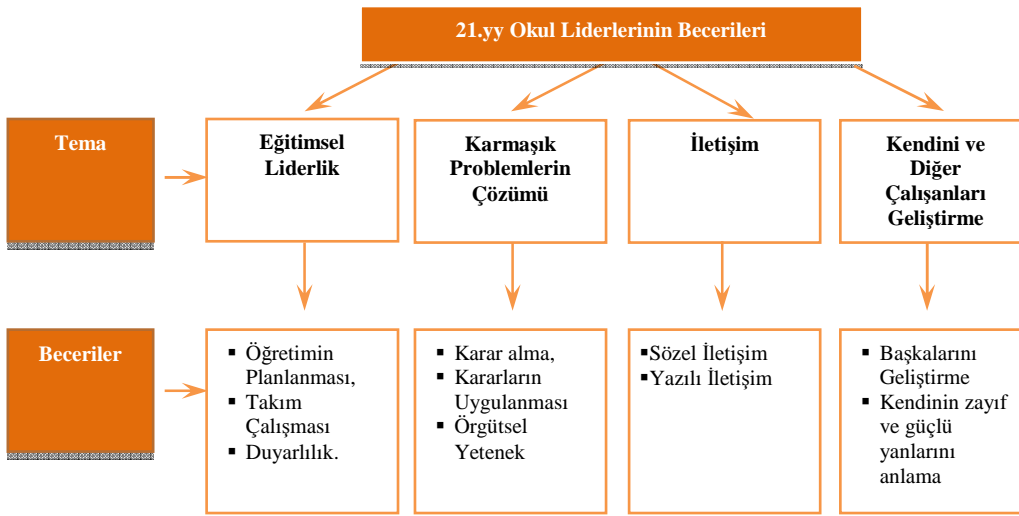 21.yy Okul Liderlerinin Becerileri
Tema
Eğitimsel
Liderlik
Karmaşık
Problemlerin
Çözümü
İletişim
Kendini ve
Diğer
Çalışanları
Geliştirme
Beceriler
▪ Öğretimin
Planlanması,
▪ Takım
Çalışması
▪ Duyarlılık.
▪ Karar alma,
▪ Kararların
Uygulanması
▪ Örgütsel
Yetenek
▪Sözel İletişim
▪Yazılı İletişim
▪ Başkalarını
Geliştirme
▪ Kendinin zayıf
ve güçlü
yanlarını
anlama